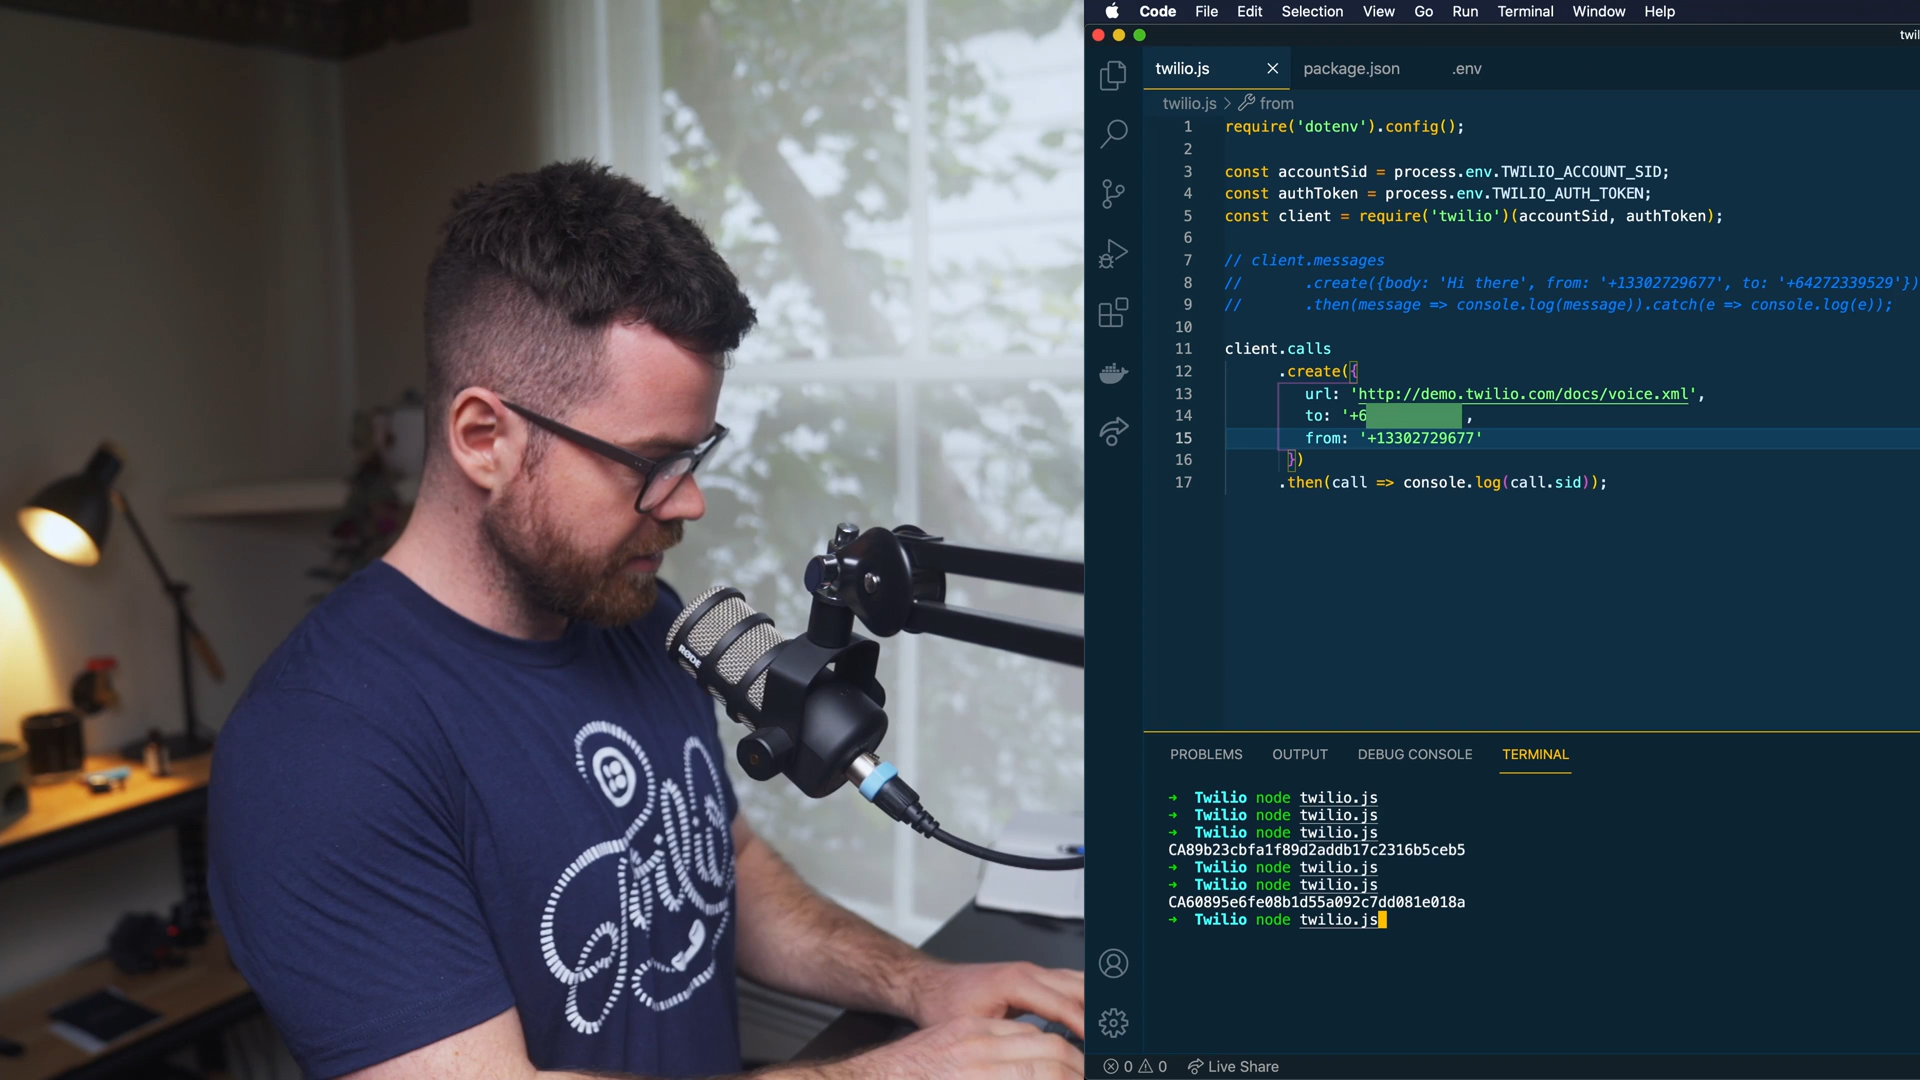 Code File Edit Selection View Go Run Terminal Window Help
twil
twilio.js package.json .env
twilio.js > from
1 require('dotenv').config();
2
3 const accountSid = process.env.TWILIO_ACCOUNT_SID;
4 const authToken = process.env.TWILIO_AUTH_TOKEN;
5 const client = require('twilio')(accountSid, authToken);
6
7 // client.messages
8 //       .create({body: 'Hi there', from: '+13302729677', to: '+64272339529'})
9 //       .then(message => console.log(message)).catch(e => console.log(e));
10
11 client.calls
12       .create({
13          url: 'http://demo.twilio.com/docs/voice.xml',
14          to: '+6 ,
15          from: '+13302729677'
16        })
17       .then(call => console.log(call.sid));
RØDE
PROBLEMS OUTPUT DEBUG CONSOLE TERMINAL
→ Twilio node twilio.js
→ Twilio node twilio.js
→ Twilio node twilio.js
CA89b23cbfa1f89d2addb17c2316b5ceb5
→ Twilio node twilio.js
→ Twilio node twilio.js
CA60895e6fe08b1d55a092c7dd081e018a
→ Twilio node twilio.js
0 0 Live Share